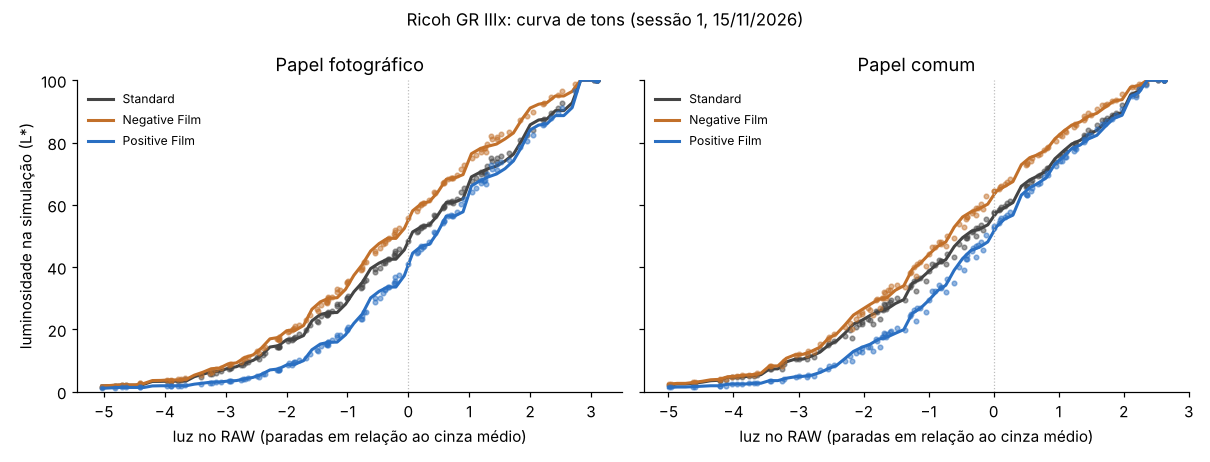 Ricoh GR IIIx: curva de tons (sessão 1, 15/11/2026)
Papel fotográfico
Papel comum
luminosidade na simulação (L*)
100
80
60
40
20
0
Standard
Negative Film
Positive Film
Standard
Negative Film
Positive Film
−5 −4 −3 −2 −1 0 1 2 3
−5 −4 −3 −2 −1 0 1 2 3
luz no RAW (paradas em relação ao cinza médio)
luz no RAW (paradas em relação ao cinza médio)